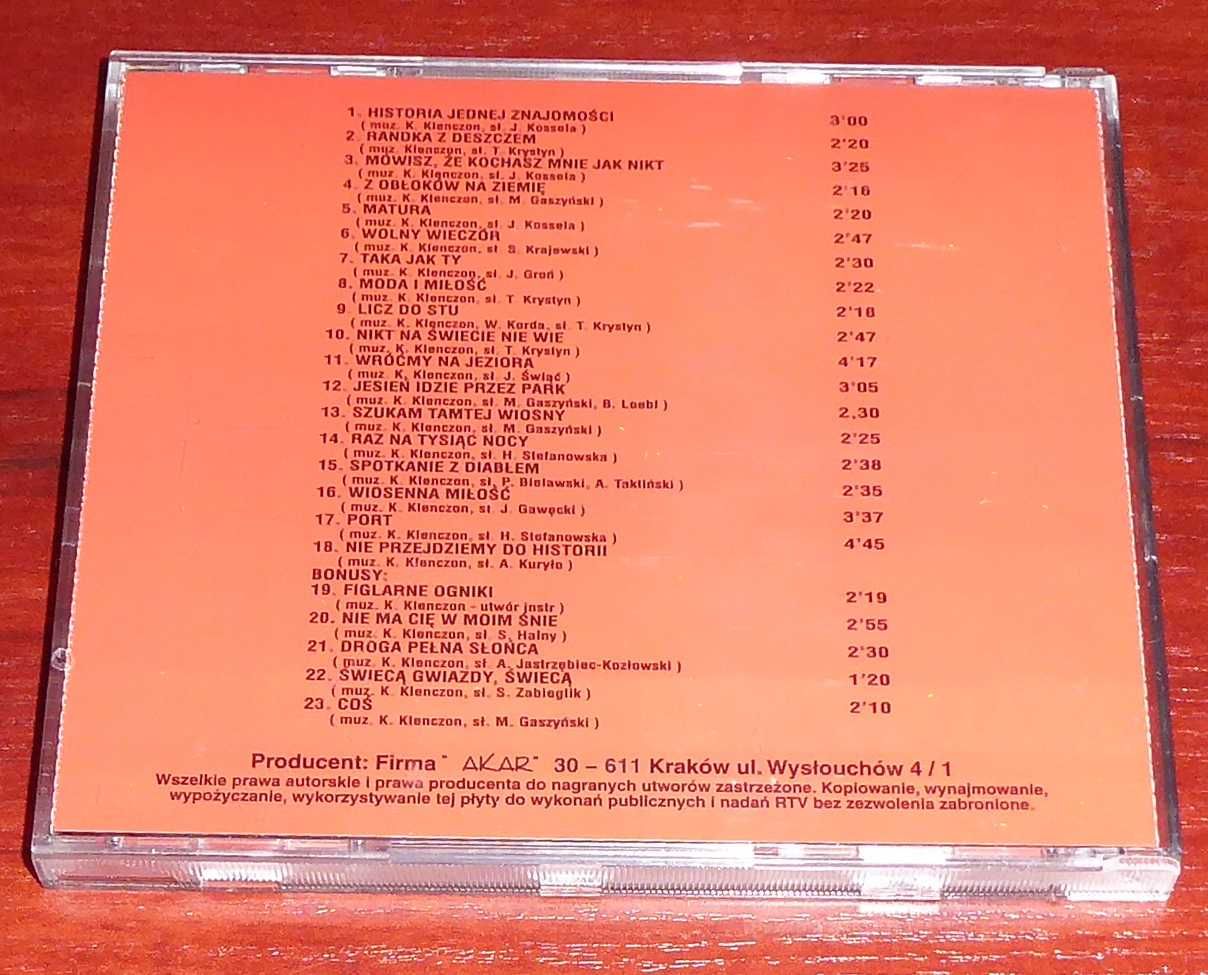 1. HISTORIA JEDNEJ ZNAJOMOŚCI 3'00
( muz. K. Klenczon, sł. J. Kossela )
2. RANDKA Z DESZCZEM 2'20
( muz. Klenczon, sł. T. Krystyn )
3. MÓWISZ, ŻE KOCHASZ MNIE JAK NIKT 3'25
( muz. K. Klenczon, sł. J. Kossela )
4. Z OBŁOKÓW NA ZIEMIĘ 2'16
( muz. K. Klenczon, sł. M. Gaszyński )
5. MATURA 2'20
( muz. K. Klenczon, sł. J. Kossela )
6. WOLNY WIECZÓR 2'47
( muz. K. Klenczon, sł. S. Krajewski )
7. TAKA JAK TY 2'30
( muz. K. Klenczon, sł. J. Groń )
8. MODA I MIŁOŚĆ 2'22
( muz. K. Klenczon, sł. T. Krystyn )
9. LICZ DO STU 2'18
( muz. K. Klenczon, W. Korda, sł. T. Krystyn )
10. NIKT NA ŚWIECIE NIE WIE 2'47
( muz. K. Klenczon, sł. T. Krystyn )
11. WRÓĆMY NA JEZIORA 4'17
( muz. K. Klenczon, sł. J. Świąć )
12. JESIEŃ IDZIE PRZEZ PARK 3'05
( muz. K. Klenczon, sł. M. Gaszyński, B. Loebl )
13. SZUKAM TAMTEJ WIOSNY 2,30
( muz. K. Klenczon, sł. M. Gaszyński )
14. RAZ NA TYSIĄC NOCY 2'25
( muz. K. Klenczon, sł. H. Stefanowska )
15. SPOTKANIE Z DIABŁEM 2'38
( muz. K. Klenczon, sł. P. Bielawski, A. Takliński )
16. WIOSENNA MIŁOŚĆ 2'35
( muz. K. Klenczon, sł. J. Gawęcki )
17. PORT 3'37
( muz. K. Klenczon, sł. H. Stefanowska )
18. NIE PRZEJDZIEMY DO HISTORII 4'45
( muz. K. Klenczon, sł. A. Kuryło )
BONUSY:
19. FIGLARNE OGNIKI 2'19
( muz. K. Klenczon - utwór jnstr )
20. NIE MA CIĘ W MOIM ŚNIE 2'55
( muz. K. Klenczon, sł. S. Halny )
21. DROGA PEŁNA SŁOŃCA 2'30
( muz. K. Klenczon, sł. A. Jastrzębiec-Kozłowski )
22. ŚWIECĄ GWIAZDY, ŚWIECĄ 1'20
( muz. K. Klenczon, sł. S. Zabieglik )
23. COŚ 2'10
( muz. K. Klenczon, sł. M. Gaszyński )
Producent: Firma " AKAR" 30 – 611 Kraków ul. Wysłouchów 4 / 1
Wszelkie prawa autorskie i prawa producenta do nagranych utworów zastrzeżone. Kopiowanie, wynajmowanie,
wypożyczanie, wykorzystywanie tej płyty do wykonań publicznych i nadań RTV bez zezwolenia zabronione.